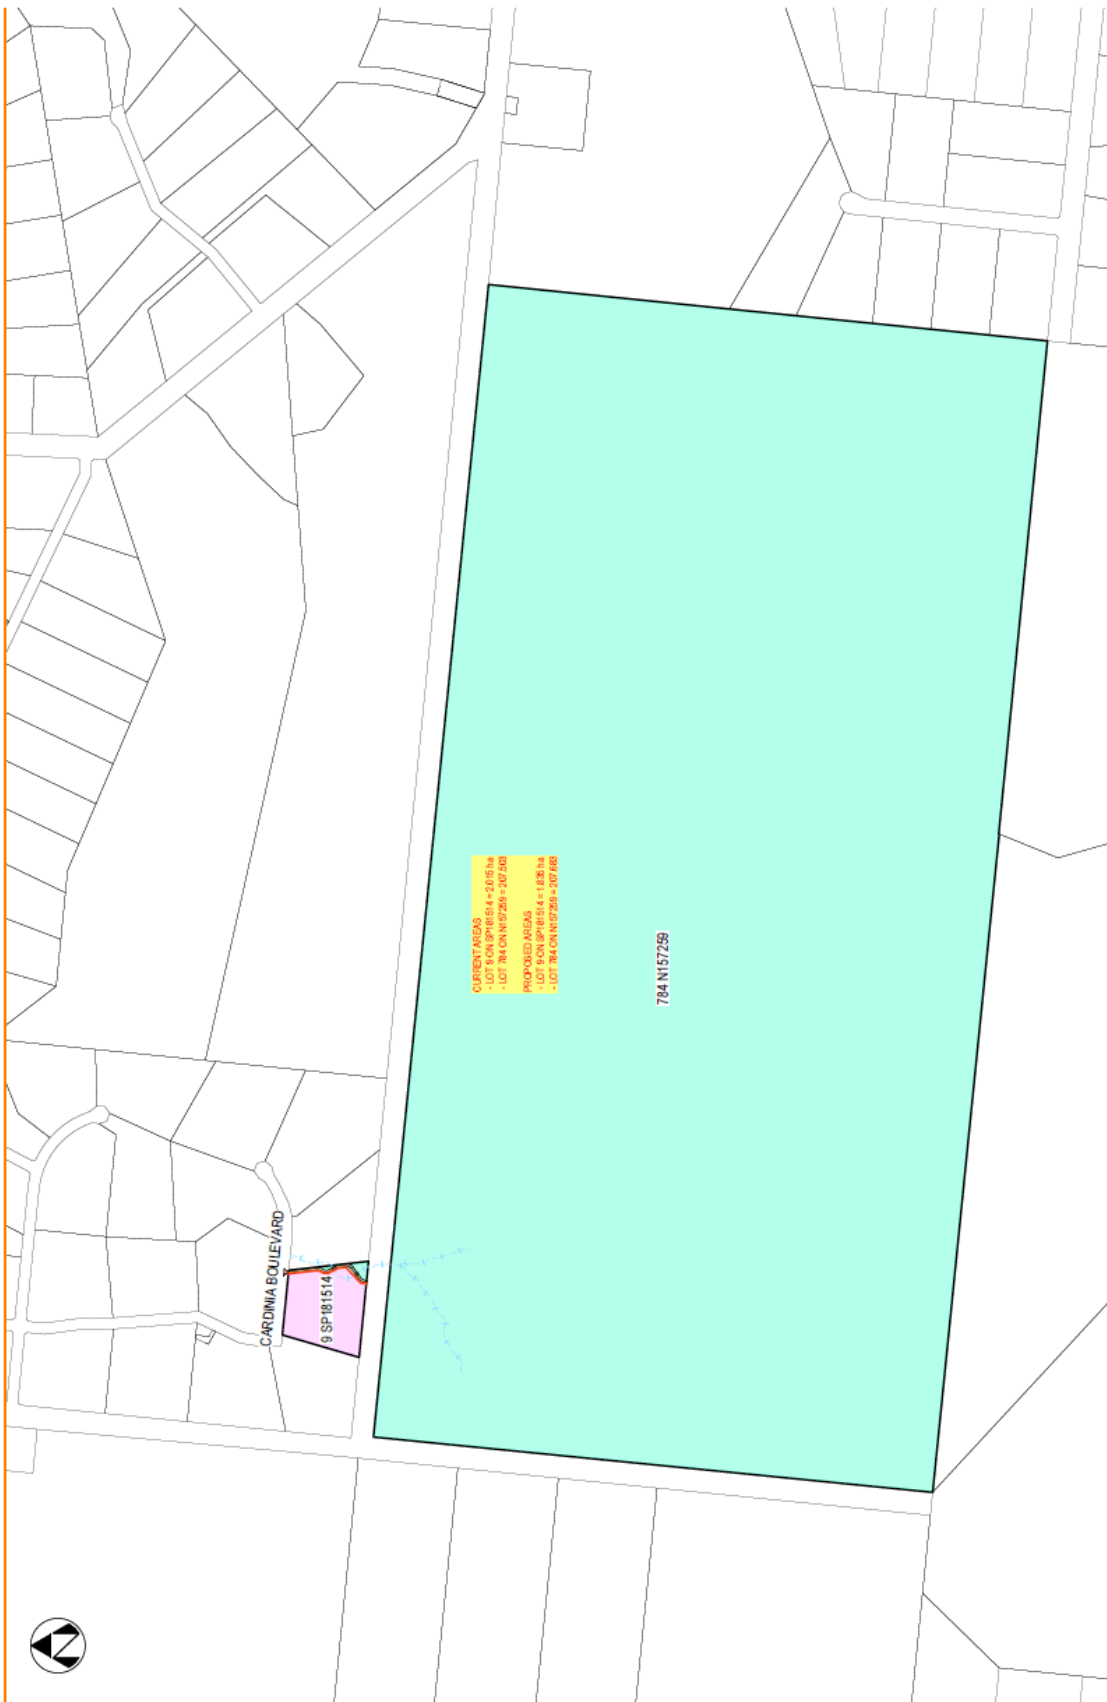 CURRENT AREAS
- LOT 9 ON SP181514 = 2.015 ha
- LOT 784 ON N157259 = 207.503
PROPOSED AREAS
- LOT 9 ON SP181514 = 1.835 ha
- LOT 784 ON N157259 = 207.683
784 N157259
CARDINIA BOULEVARD
9 SP181514
N